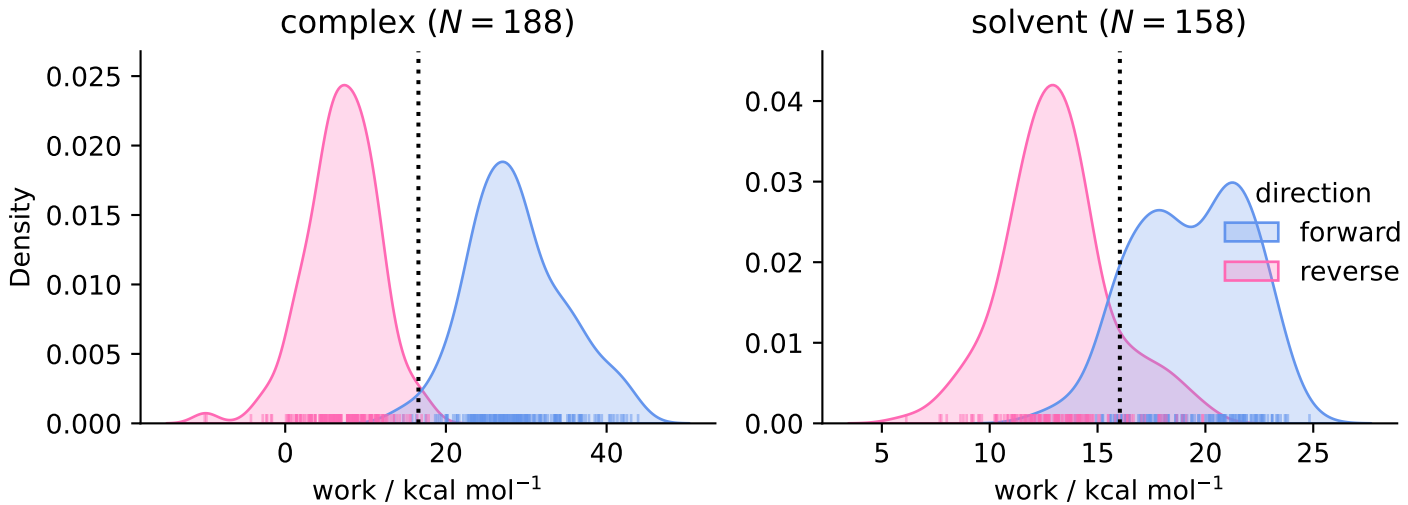 complex (N = 188)
Density
0.025
0.020
0.015
0.010
0.005
0.000
0
20
40
work / kcal mol⁻¹
solvent (N = 158)
0.04
0.03
0.02
0.01
0.00
5
10
15
20
25
work / kcal mol⁻¹
direction
forward
reverse